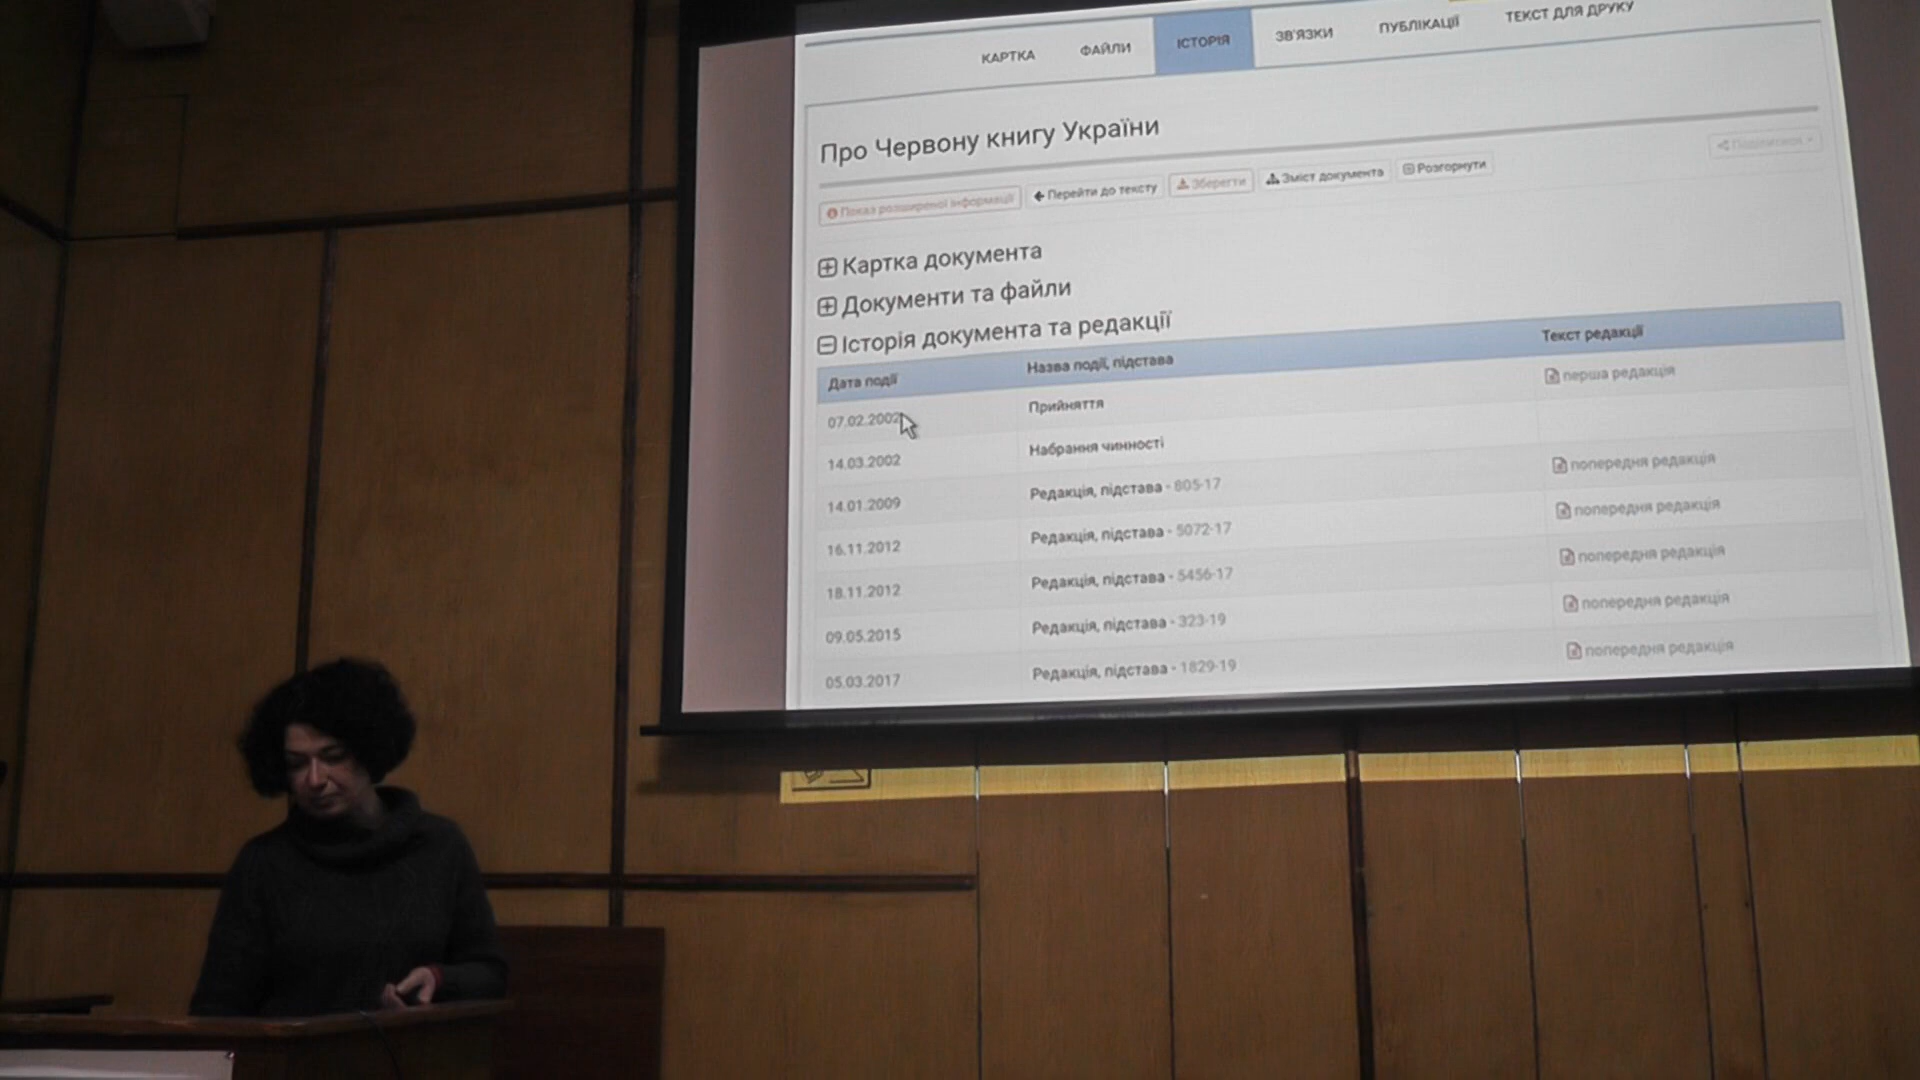 КАРТКА ФАЙЛИ ІСТОРІЯ ЗВ'ЯЗКИ ПУБЛІКАЦІЇ ТЕКСТ ДЛЯ ДРУКУ
Про Червону книгу України
Показ розширеної інформації Перейти до тексту Зберегти Зміст документа Розгорнути Поділитися
Картка документа
Документи та файли
Історія документа та редакції
Дата події Назва події, підстава Текст редакції
07.02.2002 Прийняття перша редакція
14.03.2002 Набрання чинності
14.01.2009 Редакція, підстава - 805-17 попередня редакція
16.11.2012 Редакція, підстава - 5072-17 попередня редакція
18.11.2012 Редакція, підстава - 5456-17 попередня редакція
09.05.2015 Редакція, підстава - 323-19 попередня редакція
05.03.2017 Редакція, підстава - 1829-19 попередня редакція